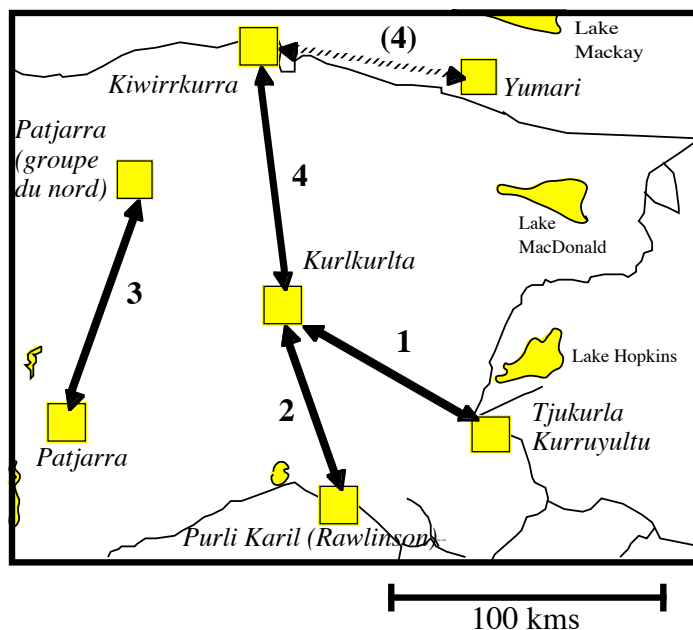 Lake
Mackay
(4)
Kiwirrkurra
Yumari
Patjarra
(groupe
du nord)
4
Lake
MacDonald
Kurlkurlta
3
1
Lake Hopkins
2
Tjukurla
Kurruyultu
Patjarra
Purli Karil (Rawlinson)
100 kms